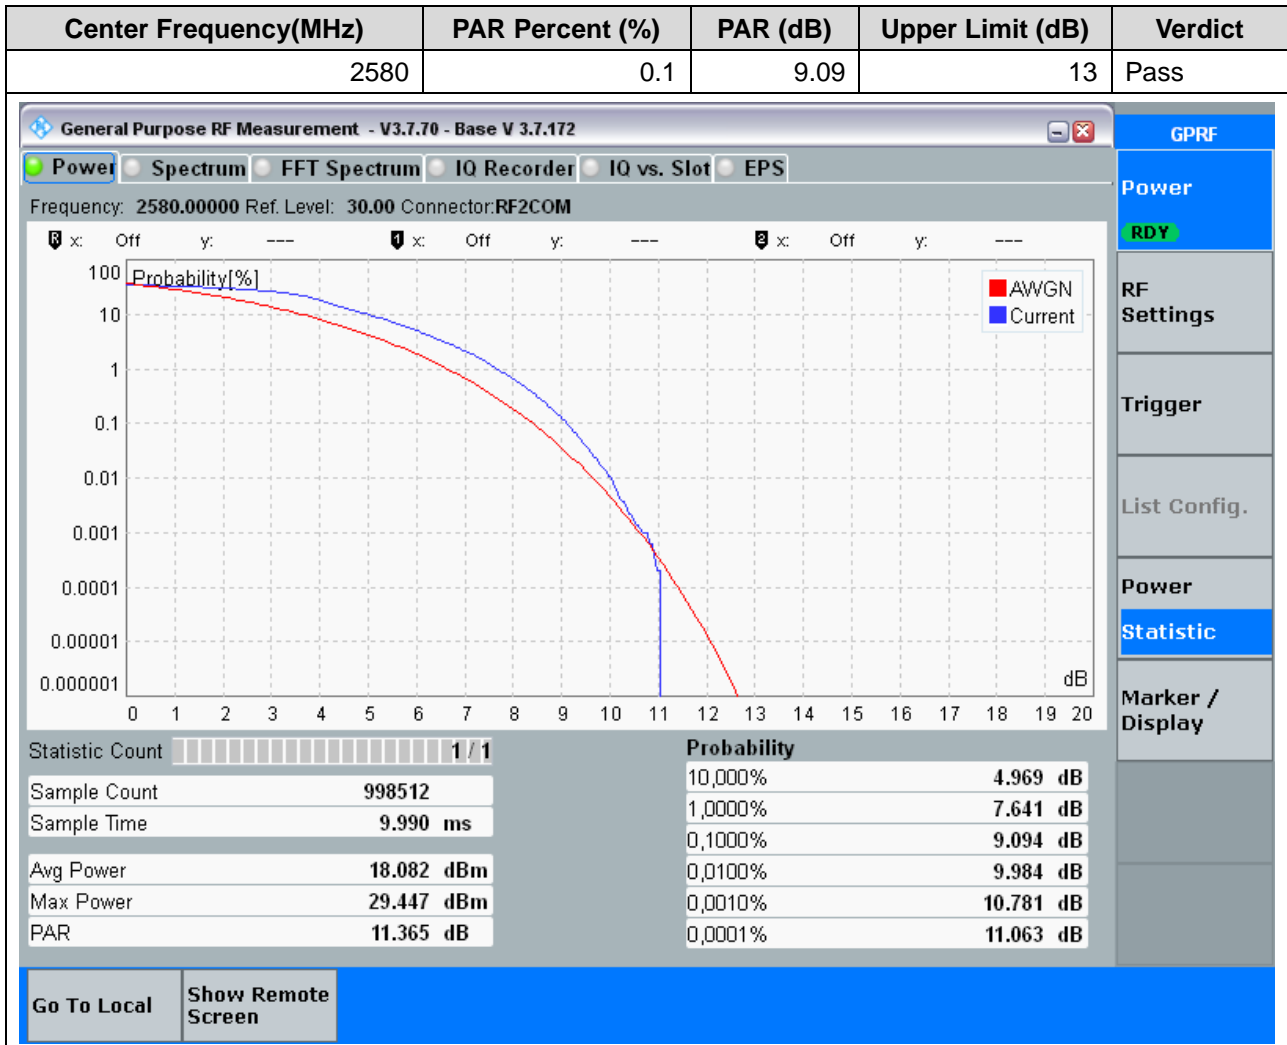 Center Frequency(MHz) PAR Percent (%) PAR (dB) Upper Limit (dB) Verdict
2580 0.1 9.09 13 Pass
General Purpose RF Measurement - V3.7.70 - Base V 3.7.172
GPRF
Power Spectrum FFT Spectrum IQ Recorder IQ vs. Slot EPS
Power
RDY
Frequency: 2580.00000 Ref. Level: 30.00 Connector:RF2COM
R x: Off y: --- 1 x: Off y: --- 2 x: Off y: ---
Probability[%]
AWGN
Current
100
10
1
0.1
0.01
0.001
0.0001
0.00001
0.000001
dB
0 1 2 3 4 5 6 7 8 9 10 11 12 13 14 15 16 17 18 19 20
RF
Settings
Trigger
List Config.
Power
Statistic
Marker /
Display
Statistic Count 1 / 1
Sample Count 998512
Sample Time 9.990 ms
Avg Power 18.082 dBm
Max Power 29.447 dBm
PAR 11.365 dB
Probability
10,000% 4.969 dB
1,0000% 7.641 dB
0,1000% 9.094 dB
0,0100% 9.984 dB
0,0010% 10.781 dB
0,0001% 11.063 dB
Go To Local
Show Remote
Screen